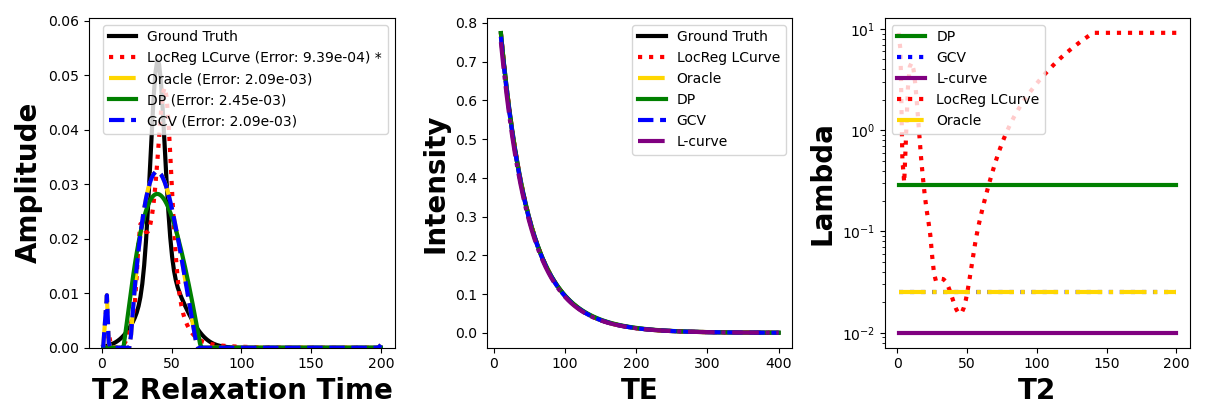 0.06
0.05
0.04
0.03
0.02
0.01
0.00
Amplitude
0
50
100
150
200
T2 Relaxation Time
Ground Truth
LocReg LCurve (Error: 9.39e-04) *
Oracle (Error: 2.09e-03)
DP (Error: 2.45e-03)
GCV (Error: 2.09e-03)
0.8
0.7
0.6
0.5
0.4
0.3
0.2
0.1
0.0
Intensity
0
100
200
300
400
TE
Ground Truth
LocReg LCurve
Oracle
DP
GCV
L-curve
10¹
10⁰
10⁻¹
10⁻²
Lambda
0
50
100
150
200
T2
DP
GCV
L-curve
LocReg LCurve
Oracle